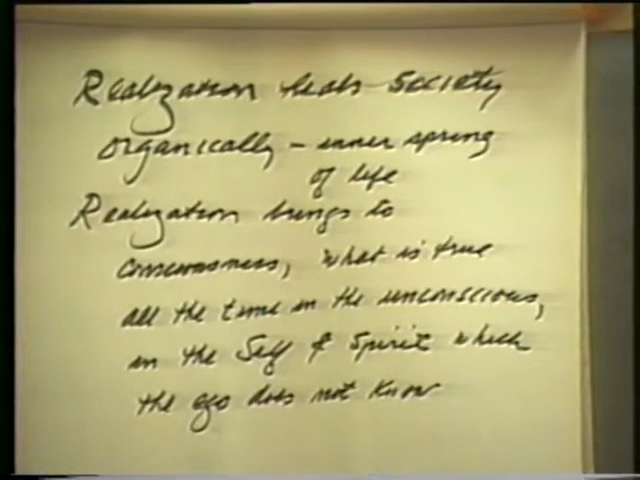 Realization heals society
organically – inner spring
of life
Realization brings to
consciousness, what is true
all the time in the unconscious,
in the Self & Spirit which
the ego does not know